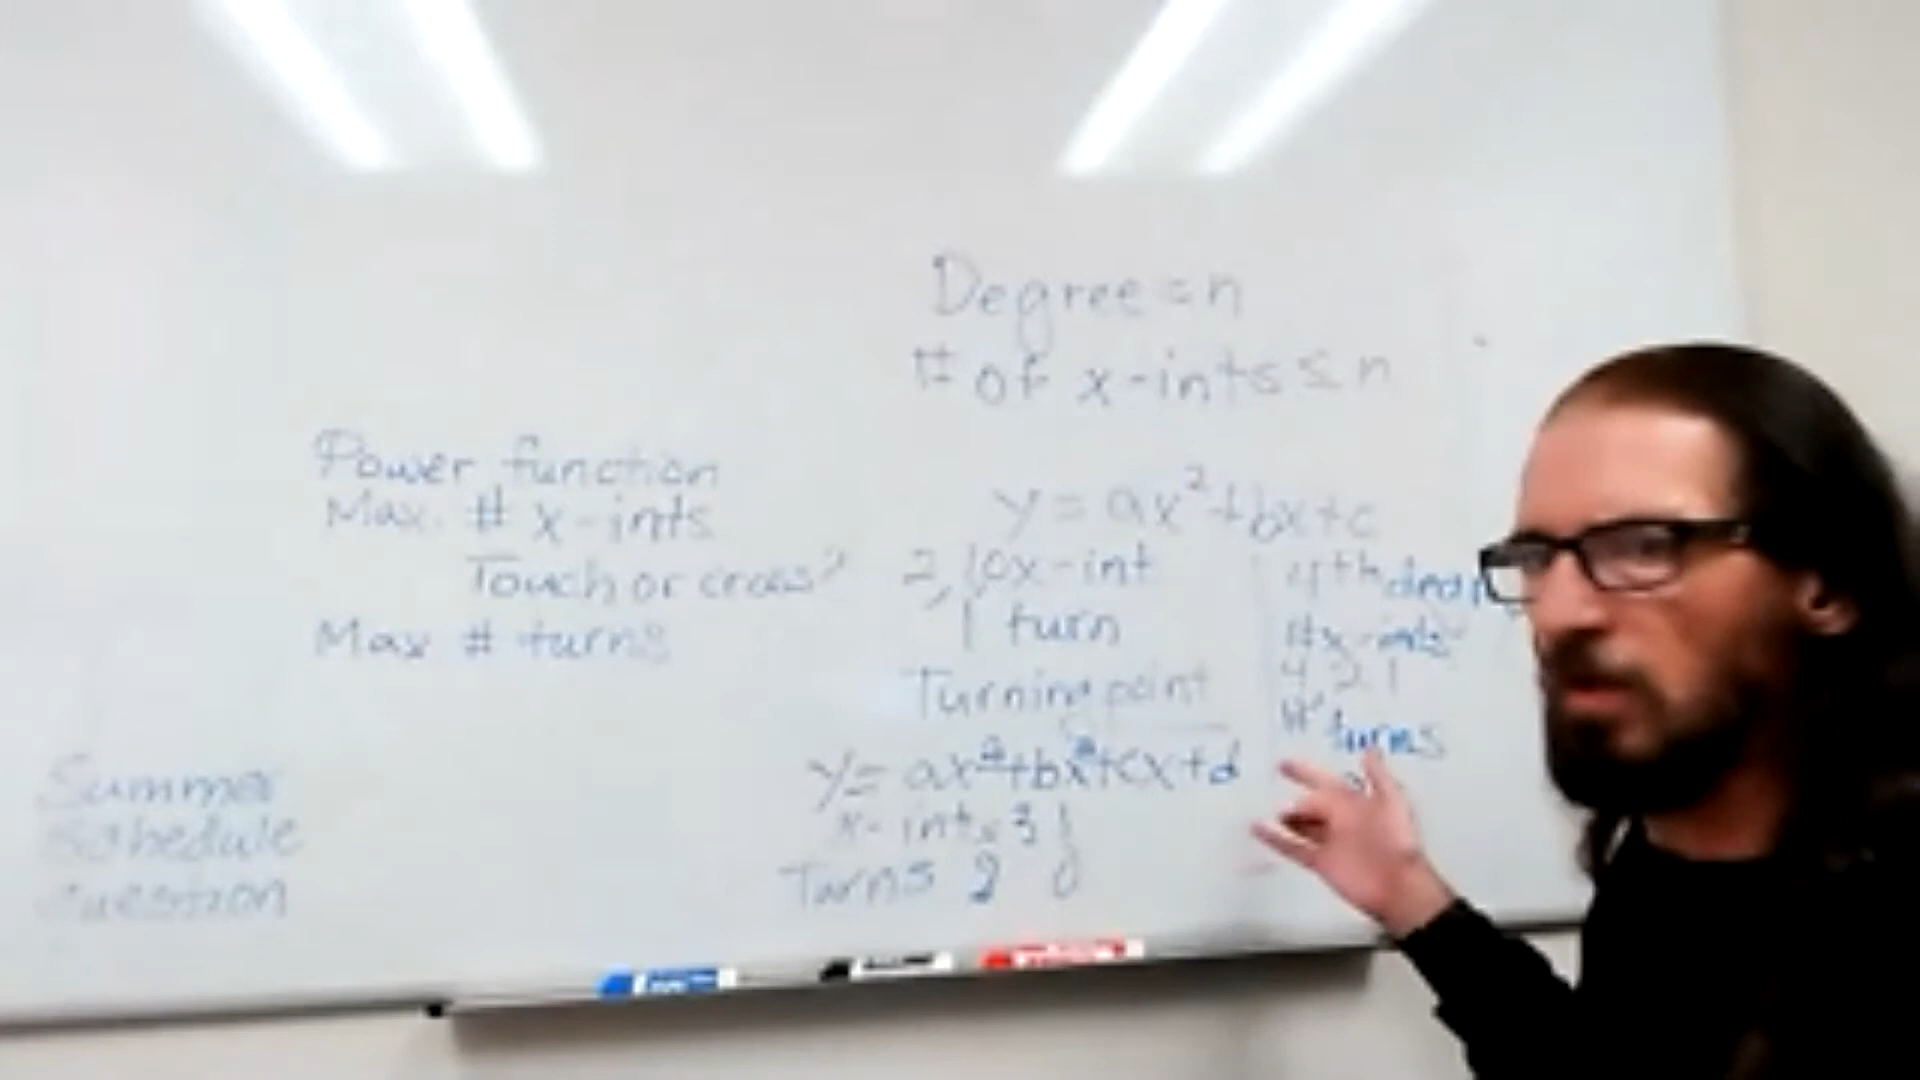 Degree = n
# of x-ints ≤ n
Power function
Max. # x-ints
Touch or cross?
Max # turns
y = ax²+bx+c
2, 1, 0 x-int
1 turn
Turning point
y = ax³+bx²+cx+d
x-ints 3 1
Turns 2 0
4th
#x-ints
4 2 1
# turns
Summer
Schedule
Question